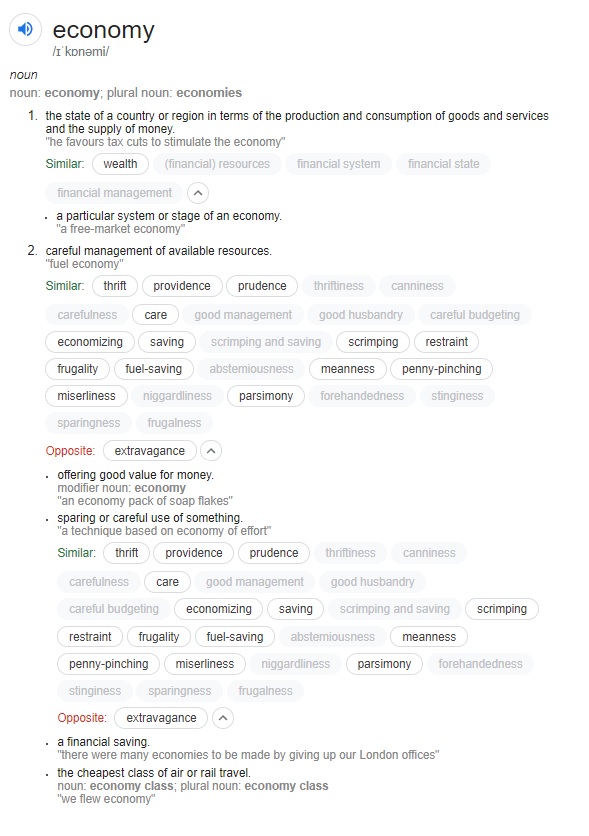 economy
/ɪˈkɒnəmi/
noun
noun: economy; plural noun: economies
1. the state of a country or region in terms of the production and consumption of goods and services
and the supply of money.
"he favours tax cuts to stimulate the economy"
Similar: wealth (financial) resources financial system financial state
financial management
• a particular system or stage of an economy.
"a free-market economy"
2. careful management of available resources.
"fuel economy"
Similar: thrift providence prudence thriftiness canniness
carefulness care good management good husbandry careful budgeting
economizing saving scrimping and saving scrimping restraint
frugality fuel-saving abstemiousness meanness penny-pinching
miserliness niggardliness parsimony forehandedness stinginess
sparingness frugalness
Opposite: extravagance
• offering good value for money.
modifier noun: economy
"an economy pack of soap flakes"
• sparing or careful use of something.
"a technique based on economy of effort"
Similar: thrift providence prudence thriftiness canniness
carefulness care good management good husbandry
careful budgeting economizing saving scrimping and saving scrimping
restraint frugality fuel-saving abstemiousness meanness
penny-pinching miserliness niggardliness parsimony forehandedness
stinginess sparingness frugalness
Opposite: extravagance
• a financial saving.
"there were many economies to be made by giving up our London offices"
• the cheapest class of air or rail travel.
noun: economy class; plural noun: economy class
"we flew economy"